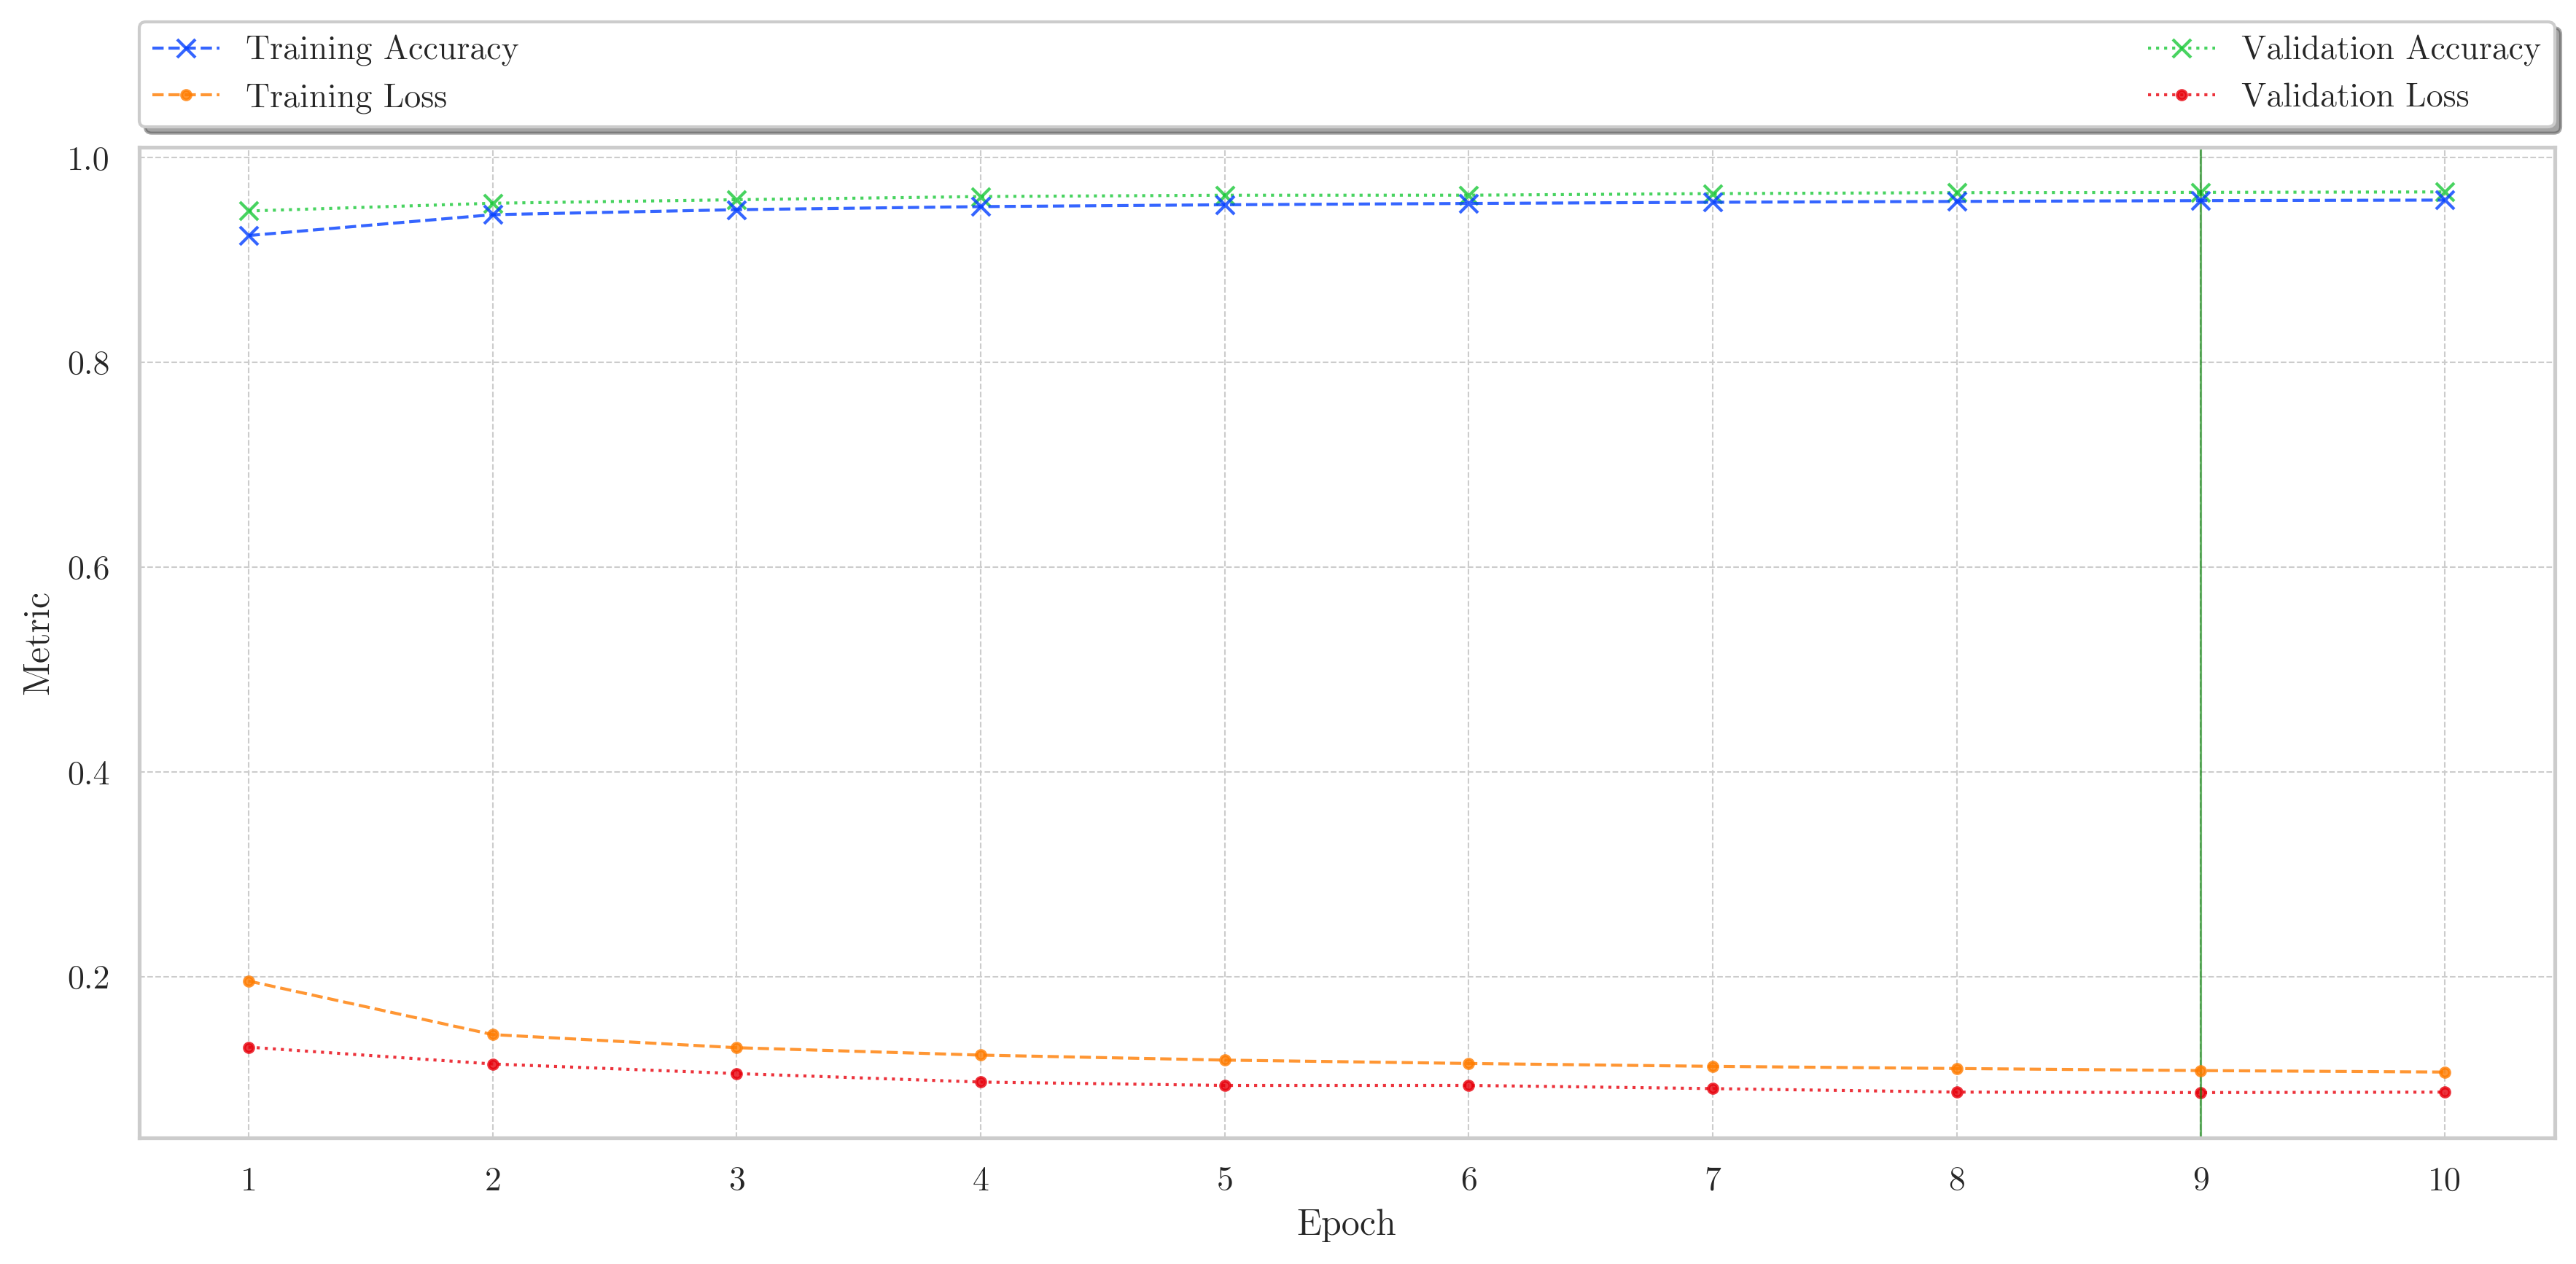 Training Accuracy
Training Loss
Validation Accuracy
Validation Loss
1.0
0.8
0.6
0.4
0.2
Metric
1 2 3 4 5 6 7 8 9 10
Epoch